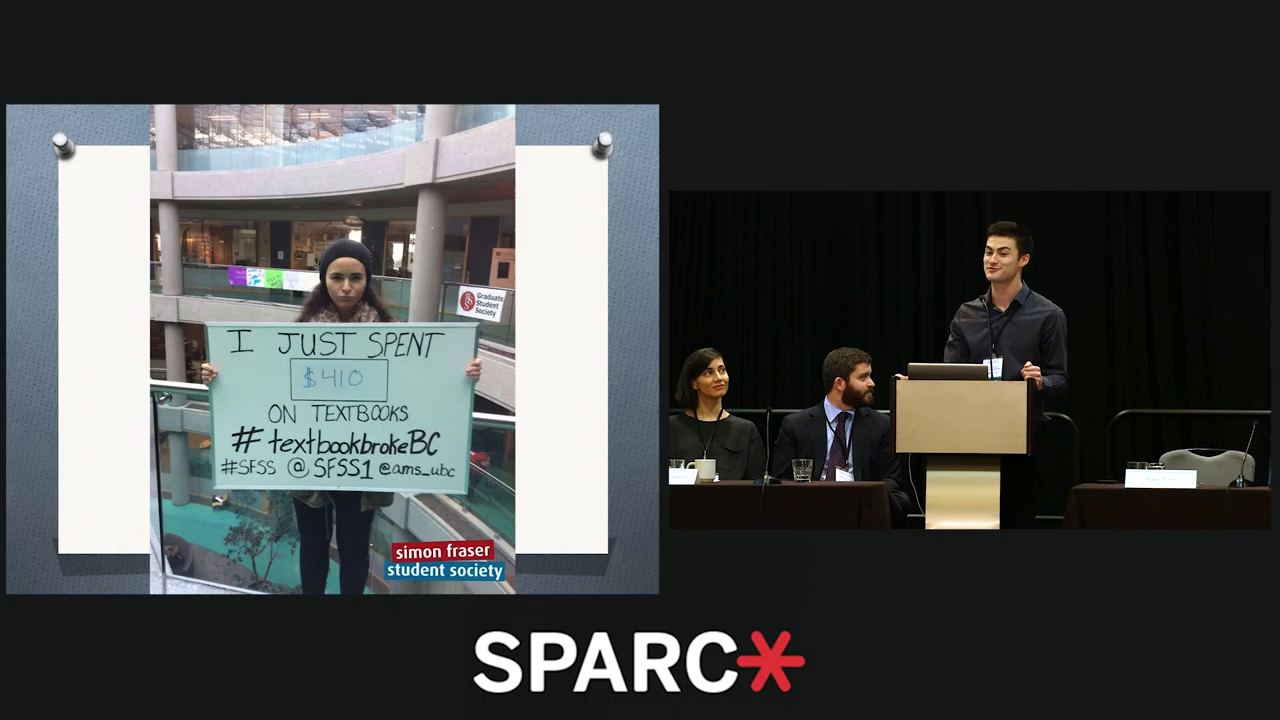 Graduate
Student
Society
I JUST SPENT
$410
ON TEXTBOOKS
#textbookbrokeBC
#SFSS @SFSS1 @ams_ubc
simon fraser
student society
SPARC*